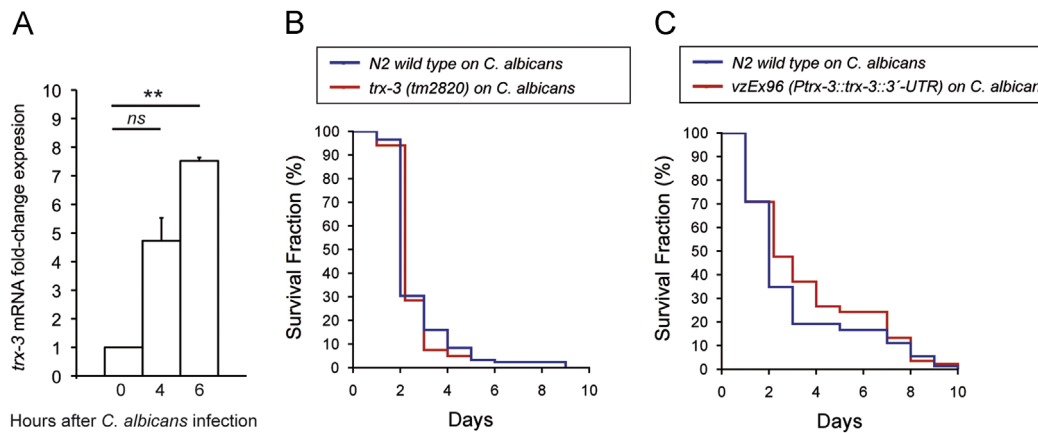 A
trx-3 mRNA fold-change expresion
10
9
8
7
6
5
4
3
2
1
0
**
ns
0 4 6
Hours after C. albicans infection
B
N2 wild type on C. albicans
trx-3 (tm2820) on C. albicans
Survival Fraction (%)
100
90
80
70
60
50
40
30
20
10
0
0 2 4 6 8 10
Days
C
N2 wild type on C. albicans
vzEx96 (Ptrx-3::trx-3::3´-UTR) on C. albican
Survival Fraction (%)
100
90
80
70
60
50
40
30
20
10
0
0 2 4 6 8 10
Days